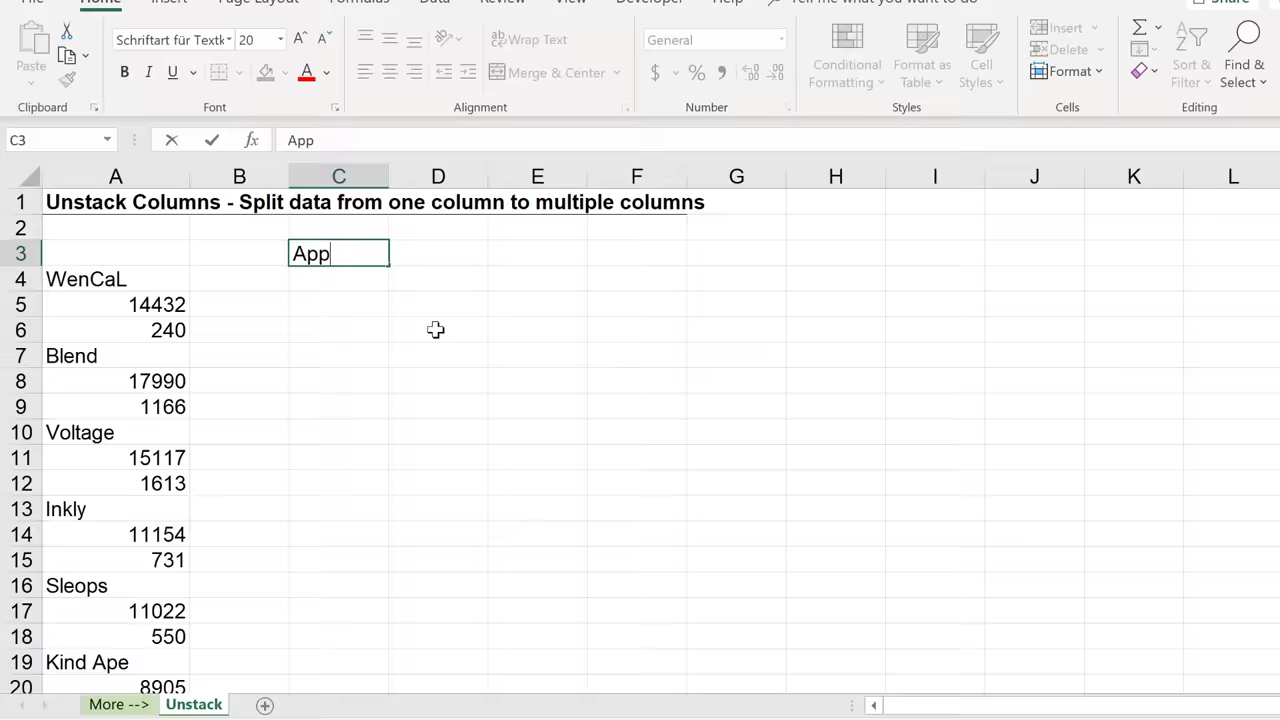 File Home Insert Page Layout Formulas Data Review View Developer Help Tell me what you want to do Share
Paste
Clipboard
Schriftart für Textk 20
B I U
Font
ab Wrap Text
Merge & Center
Alignment
General
$ % 9
Number
Conditional Formatting
Format as Table
Cell Styles
Styles
Insert
Delete
Format
Cells
Sort & Filter
Find & Select
Editing
C3 fx App
A B C D E F G H I J K L
1 Unstack Columns - Split data from one column to multiple columns
2
3 App
4 WenCaL
5 14432
6 240
7 Blend
8 17990
9 1166
10 Voltage
11 15117
12 1613
13 Inkly
14 11154
15 731
16 Sleops
17 11022
18 550
19 Kind Ape
20 8905
More --> Unstack